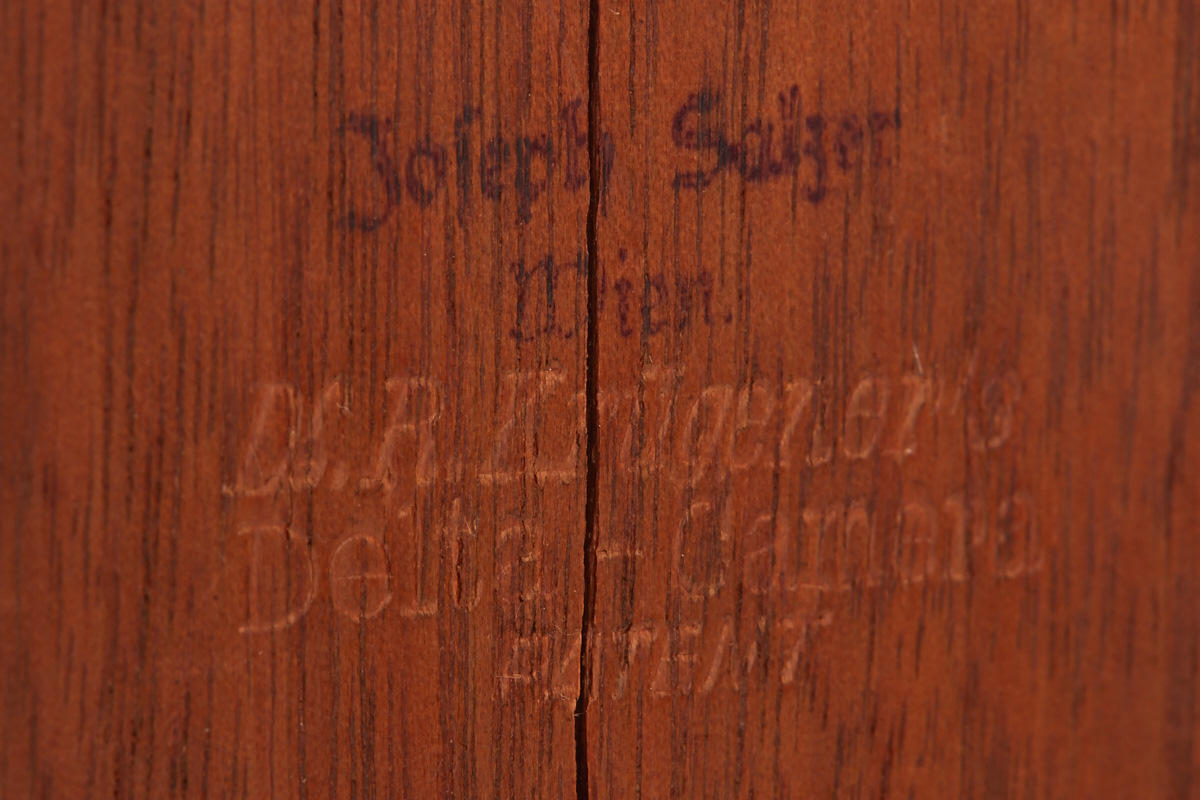 Joseph Salzer
Wien.
Dr. R. Krügener's
Delta-Camera
PATENT